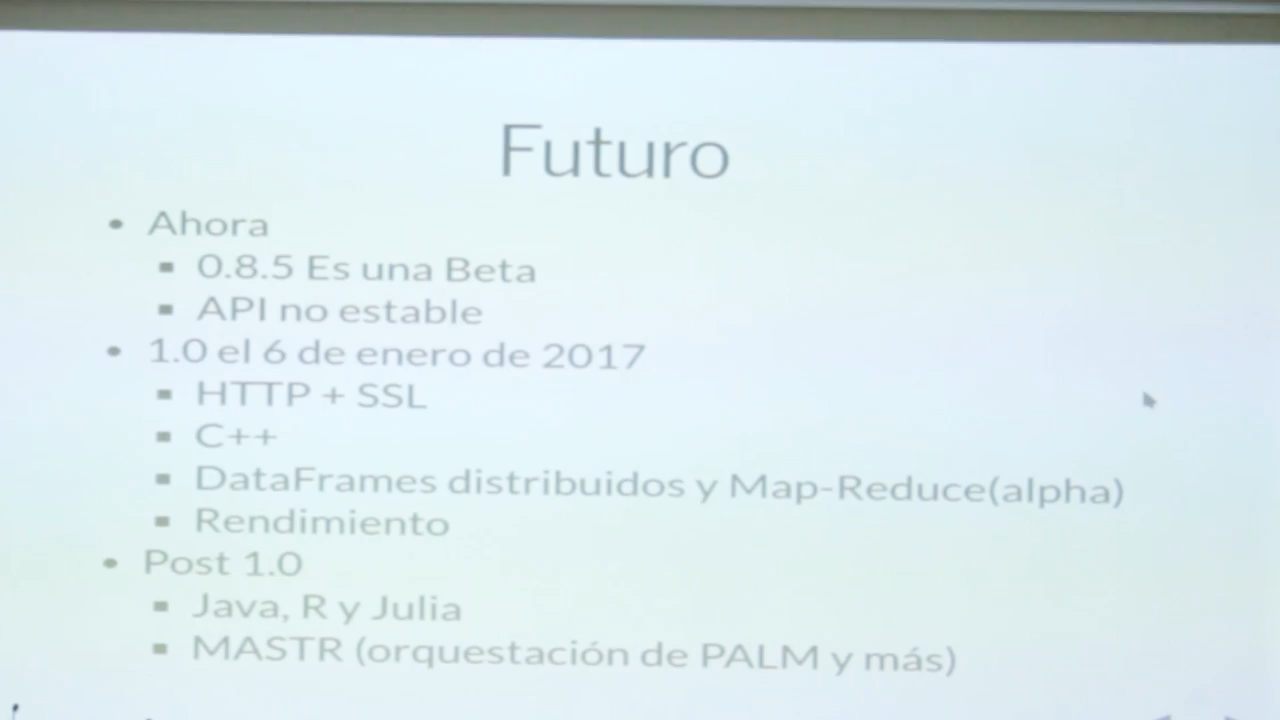 Futuro
• Ahora
▪ 0.8.5 Es una Beta
▪ API no estable
• 1.0 el 6 de enero de 2017
▪ HTTP + SSL
▪ C++
▪ DataFrames distribuidos y Map-Reduce(alpha)
▪ Rendimiento
• Post 1.0
▪ Java, R y Julia
▪ MASTR (orquestación de PALM y más)